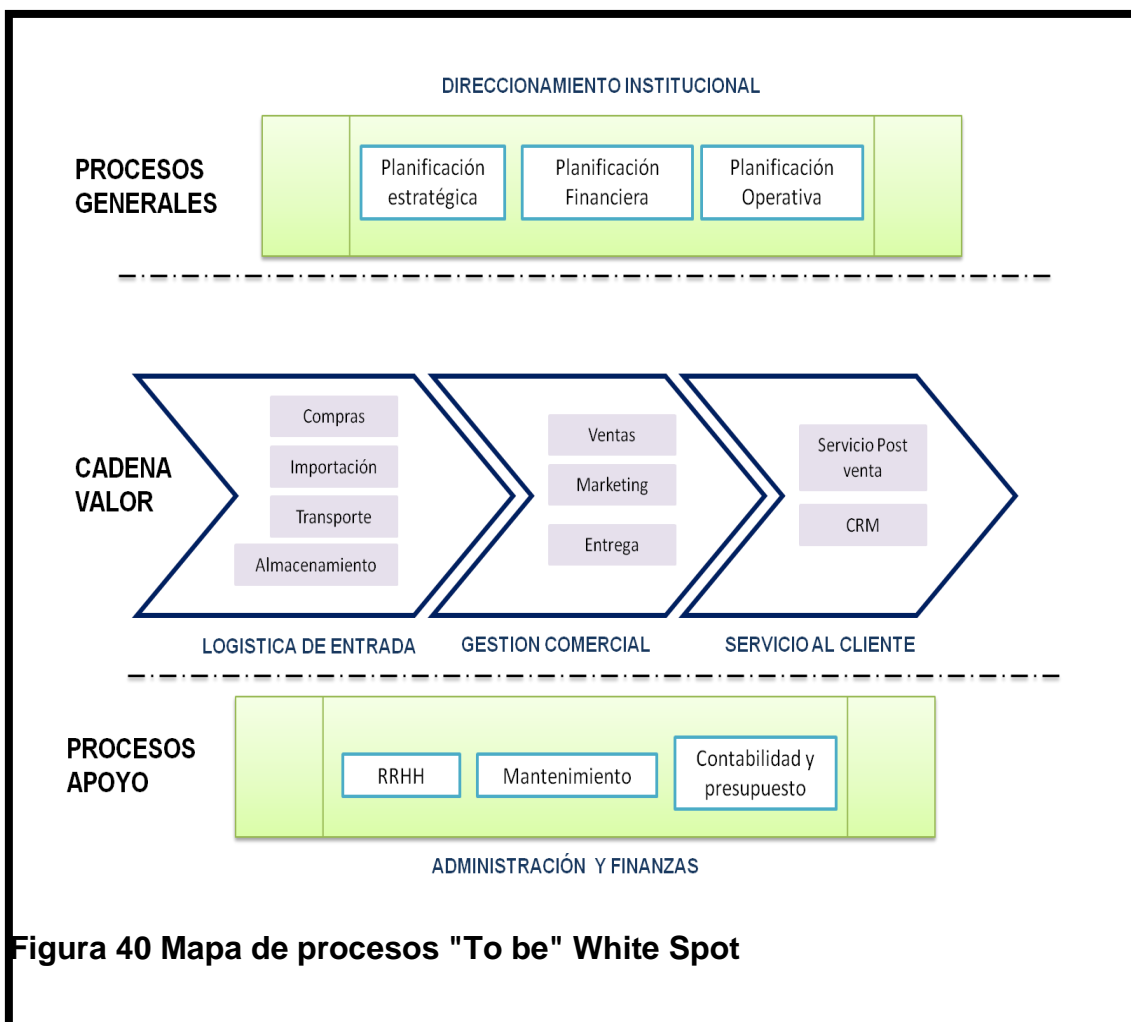 DIRECCIONAMIENTO INSTITUCIONAL
PROCESOS
GENERALES
Planificación
estratégica
Planificación
Financiera
Planificación
Operativa
CADENA
VALOR
Compras
Importación
Transporte
Almacenamiento
Ventas
Marketing
Entrega
Servicio Post
venta
CRM
LOGISTICA DE ENTRADA
GESTION COMERCIAL
SERVICIO AL CLIENTE
PROCESOS
APOYO
RRHH
Mantenimiento
Contabilidad y
presupuesto
ADMINISTRACIÓN Y FINANZAS
Figura 40 Mapa de procesos "To be" White Spot